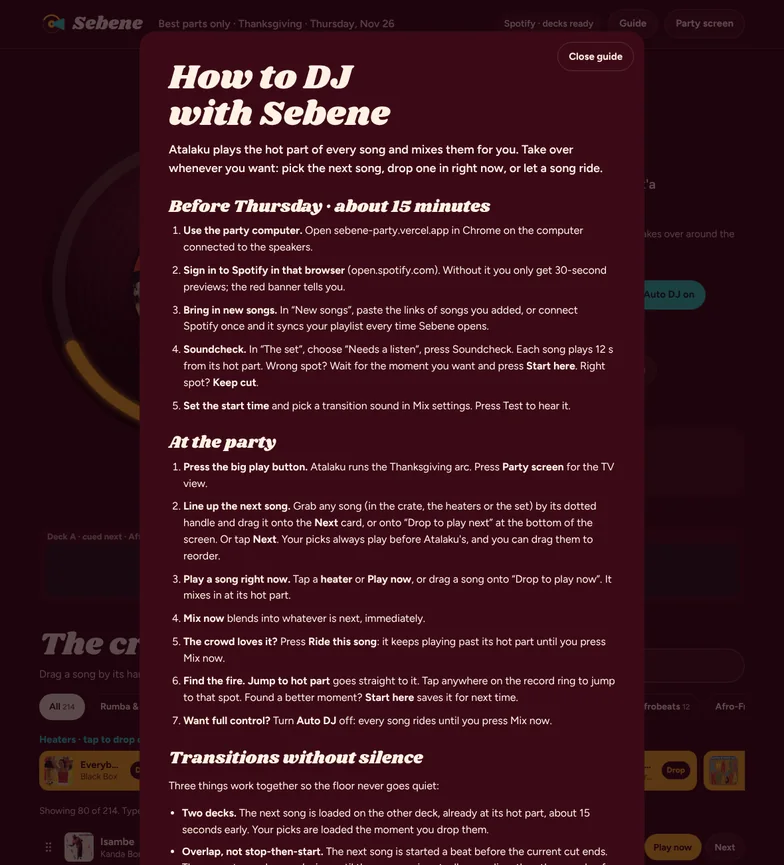 Sebene Best parts only · Thanksgiving · Thursday, Nov 26 Spotify · decks ready Guide Party screen
Close guide
How to DJ
with Sebene
Atalaku plays the hot part of every song and mixes them for you. Take over
whenever you want: pick the next song, drop one in right now, or let a song ride.
Before Thursday · about 15 minutes
1. Use the party computer. Open sebene-party.vercel.app in Chrome on the computer
connected to the speakers.
2. Sign in to Spotify in that browser (open.spotify.com). Without it you only get 30-second
previews; the red banner tells you.
3. Bring in new songs. In “New songs”, paste the links of songs you added, or connect
Spotify once and it syncs your playlist every time Sebene opens.
4. Soundcheck. In “The set”, choose “Needs a listen”, press Soundcheck. Each song plays 12 s
from its hot part. Wrong spot? Wait for the moment you want and press Start here. Right
spot? Keep cut.
5. Set the start time and pick a transition sound in Mix settings. Press Test to hear it.
At the party
1. Press the big play button. Atalaku runs the Thanksgiving arc. Press Party screen for the TV
view.
2. Line up the next song. Grab any song (in the crate, the heaters or the set) by its dotted
handle and drag it onto the Next card, or onto “Drop to play next” at the bottom of the
screen. Or tap Next. Your picks always play before Atalaku's, and you can drag them to
reorder.
3. Play a song right now. Tap a heater or Play now, or drag a song onto “Drop to play now”. It
mixes in at its hot part.
4. Mix now blends into whatever is next, immediately.
5. The crowd loves it? Press Ride this song: it keeps playing past its hot part until you press
Mix now.
6. Find the fire. Jump to hot part goes straight to it. Tap anywhere on the record ring to jump
to that spot. Found a better moment? Start here saves it for next time.
7. Want full control? Turn Auto DJ off: every song rides until you press Mix now.
Transitions without silence
Three things work together so the floor never goes quiet:
• Two decks. The next song is loaded on the other deck, already at its hot part, about 15
seconds early. Your picks are loaded the moment you drop them.
• Overlap, not stop-then-start. The next song is started a beat before the current cut ends.
akes over around the
Auto DJ on
Deck A · cued next
The cr
Drag a song by its ha
All 214 Rumba &
frobeats 12
Heaters · tap to drop
Everyb...
Black Box
Drop
Showing 80 of 214. Type
Isambe
Kanda Bo
Play now Next